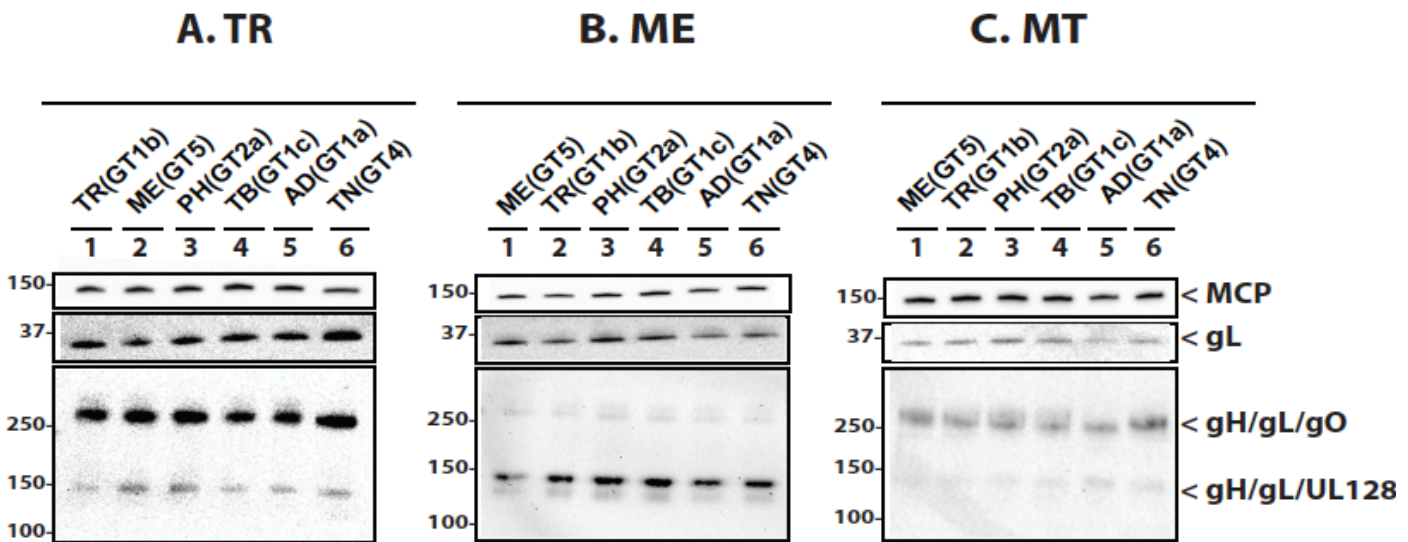 A. TR
B. ME
C. MT
TR(GT1b) ME(GT5) PH(GT2a) TB(GT1c) AD(GT1a) TN(GT4)
ME(GT5) TR(GT1b) PH(GT2a) TB(GT1c) AD(GT1a) TN(GT4)
ME(GT5) TR(GT1b) PH(GT2a) TB(GT1c) AD(GT1a) TN(GT4)
1 2 3 4 5 6
1 2 3 4 5 6
1 2 3 4 5 6
150
37
250
150
100
150
37
250
150
100
150
37
250
150
100
< MCP
< gL
< gH/gL/gO
< gH/gL/UL128